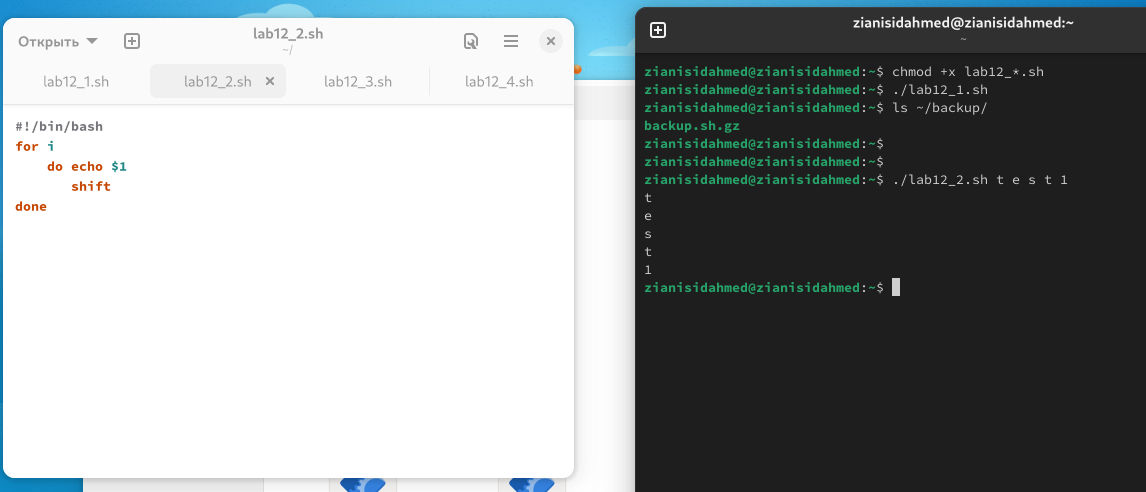 Открыть
lab12_2.sh
~/
lab12_1.sh
lab12_2.sh
lab12_3.sh
lab12_4.sh
#!/bin/bash
for i
    do echo $1
       shift
done
zianisidahmed@zianisidahmed:~
~
zianisidahmed@zianisidahmed:~$ chmod +x lab12_*.sh
zianisidahmed@zianisidahmed:~$ ./lab12_1.sh
zianisidahmed@zianisidahmed:~$ ls ~/backup/
backup.sh.gz
zianisidahmed@zianisidahmed:~$
zianisidahmed@zianisidahmed:~$
zianisidahmed@zianisidahmed:~$ ./lab12_2.sh t e s t 1
t
e
s
t
1
zianisidahmed@zianisidahmed:~$